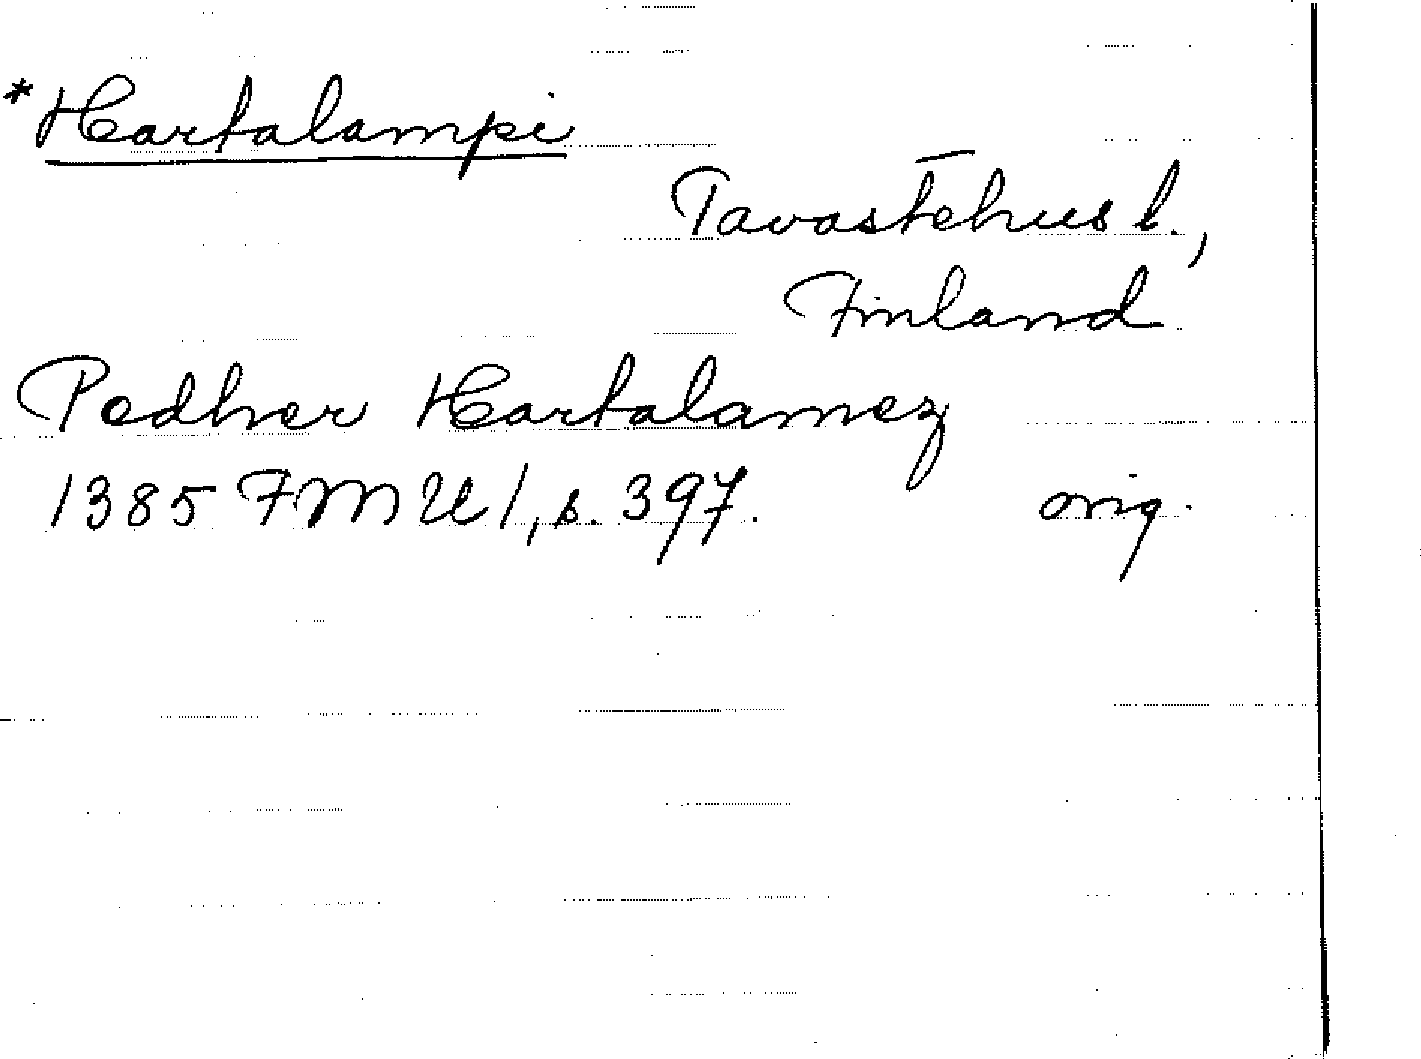 *Hartalampi
Tavastehus l.,
Finland
Pedher Hartalamez
1385 FMU 1, s. 397. orig.